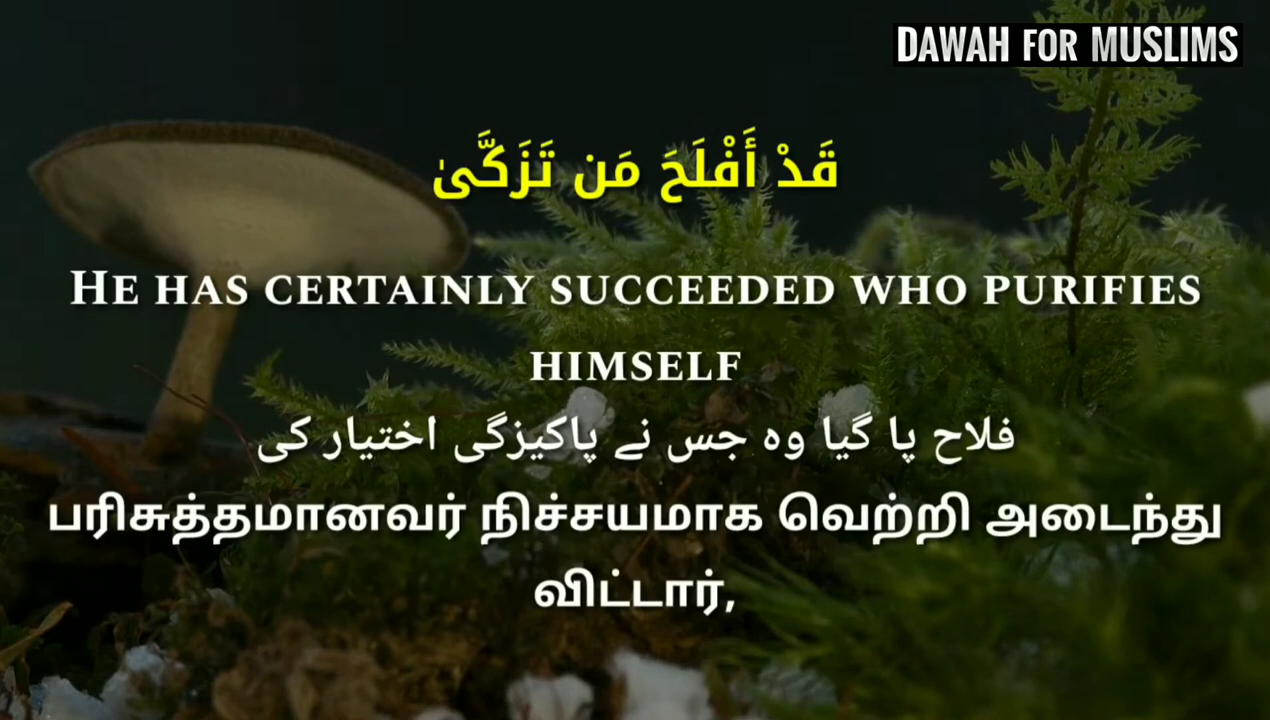 DAWAH FOR MUSLIMS
قَدْ أَفْلَحَ مَن تَزَكَّىٰ
HE HAS CERTAINLY SUCCEEDED WHO PURIFIES
HIMSELF
فلاح پا گیا وہ جس نے پاکیزگی اختیار کی
பரிசுத்தமானவர் நிச்சயமாக வெற்றி அடைந்து
விட்டார்,